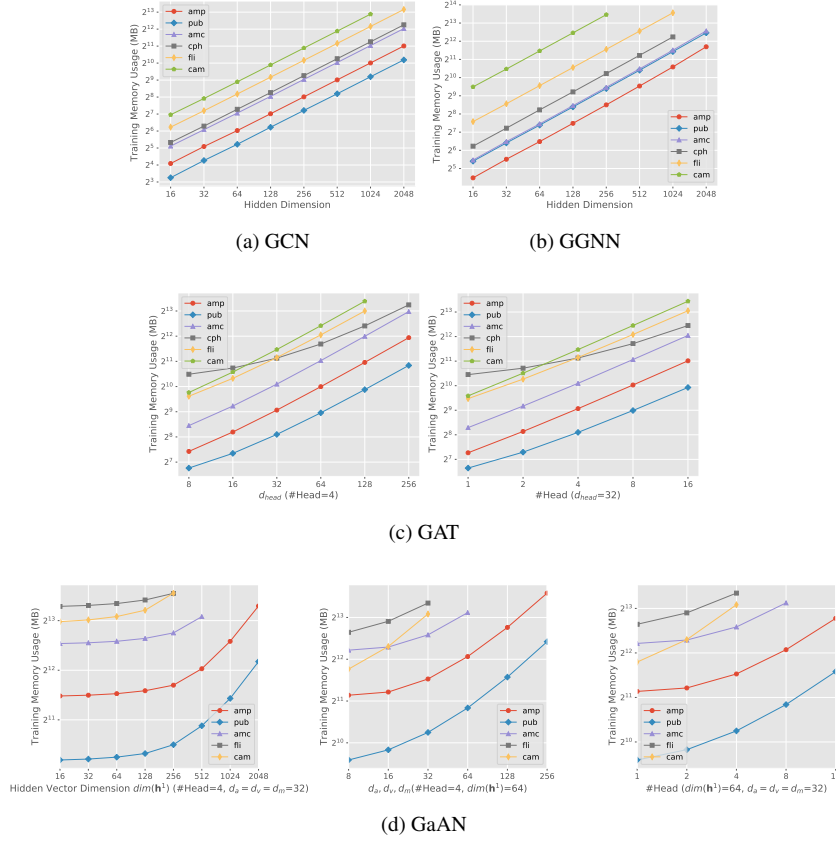 2^13
2^12
2^11
2^10
2^9
2^8
2^7
2^6
2^5
2^4
2^3
Training Memory Usage (MB)
amp
pub
amc
cph
fli
cam
16 32 64 128 256 512 1024 2048
Hidden Dimension
(a) GCN
2^14
2^13
2^12
2^11
2^10
2^9
2^8
2^7
2^6
2^5
Training Memory Usage (MB)
amp
pub
amc
cph
fli
cam
16 32 64 128 256 512 1024 2048
Hidden Dimension
(b) GGNN
2^13
2^12
2^11
2^10
2^9
2^8
2^7
Training Memory Usage (MB)
amp
pub
amc
cph
fli
cam
8 16 32 64 128 256
d_head (#Head=4)
2^13
2^12
2^11
2^10
2^9
2^8
2^7
Training Memory Usage (MB)
amp
pub
amc
cph
fli
cam
1 2 4 8 16
#Head (d_head=32)
(c) GAT
2^13
2^12
2^11
Training Memory Usage (MB)
amp
pub
amc
fli
cam
16 32 64 128 256 512 1024 2048
Hidden Vector Dimension dim(h^1) (#Head=4, d_a = d_v = d_m=32)
2^13
2^12
2^11
2^10
Training Memory Usage (MB)
amp
pub
amc
fli
cam
8 16 32 64 128 256
d_a, d_v, d_m(#Head=4, dim(h^1)=64)
2^13
2^12
2^11
2^10
Training Memory Usage (MB)
amp
pub
amc
fli
cam
1 2 4 8
#Head (dim(h^1)=64, d_a = d_v = d_m=32)
(d) GaAN